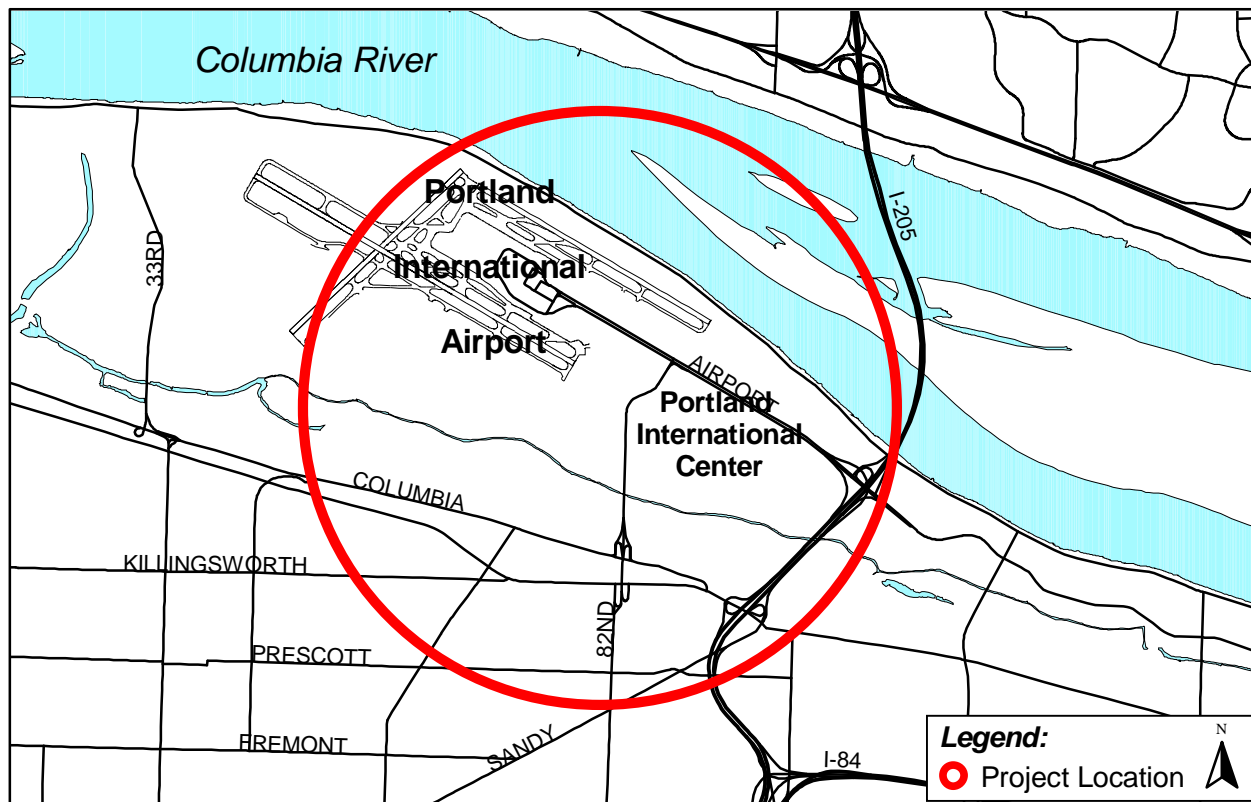 Columbia River
Portland
International
Airport
I-205
33RD
AIRPORT
Portland
International
Center
COLUMBIA
KILLINGSWORTH
82ND
PRESCOTT
FREMONT
SANDY
I-84
Legend:
Project Location
N